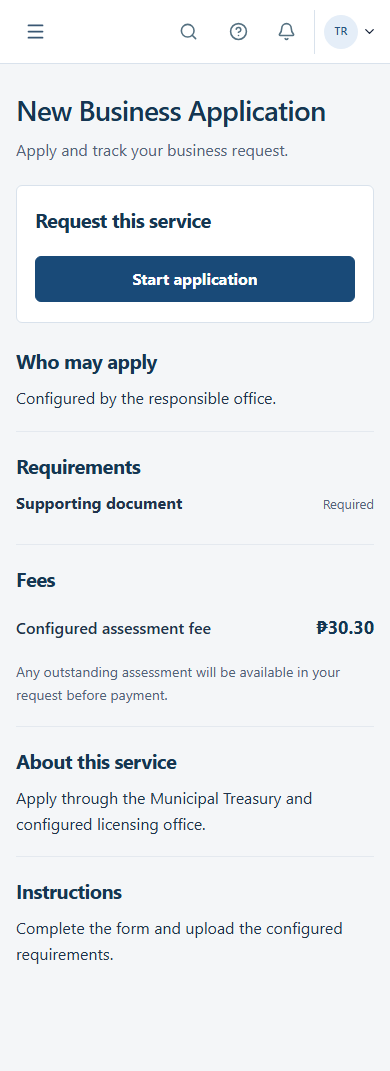 TR
New Business Application
Apply and track your business request.
Request this service
Start application
Who may apply
Configured by the responsible office.
Requirements
Supporting document Required
Fees
Configured assessment fee ₱30.30
Any outstanding assessment will be available in your
request before payment.
About this service
Apply through the Municipal Treasury and
configured licensing office.
Instructions
Complete the form and upload the configured
requirements.